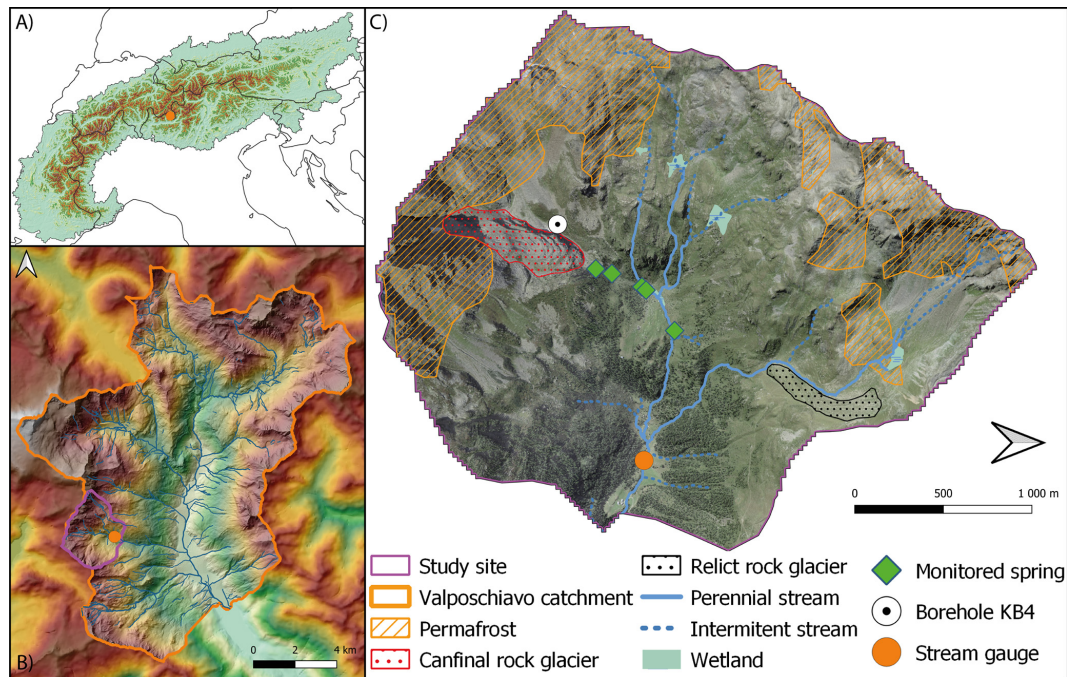 A)
B)
0 2 4 km
C)
0 500 1 000 m
Study site
Valposchiavo catchment
Permafrost
Canfinal rock glacier
Relict rock glacier
Perennial stream
Intermitent stream
Wetland
Monitored spring
Borehole KB4
Stream gauge